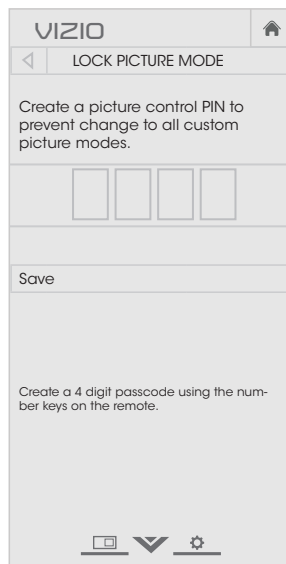 VIZIO
LOCK PICTURE MODE
Create a picture control PIN to
prevent change to all custom
picture modes.
Save
Create a 4 digit passcode using the num-
ber keys on the remote.